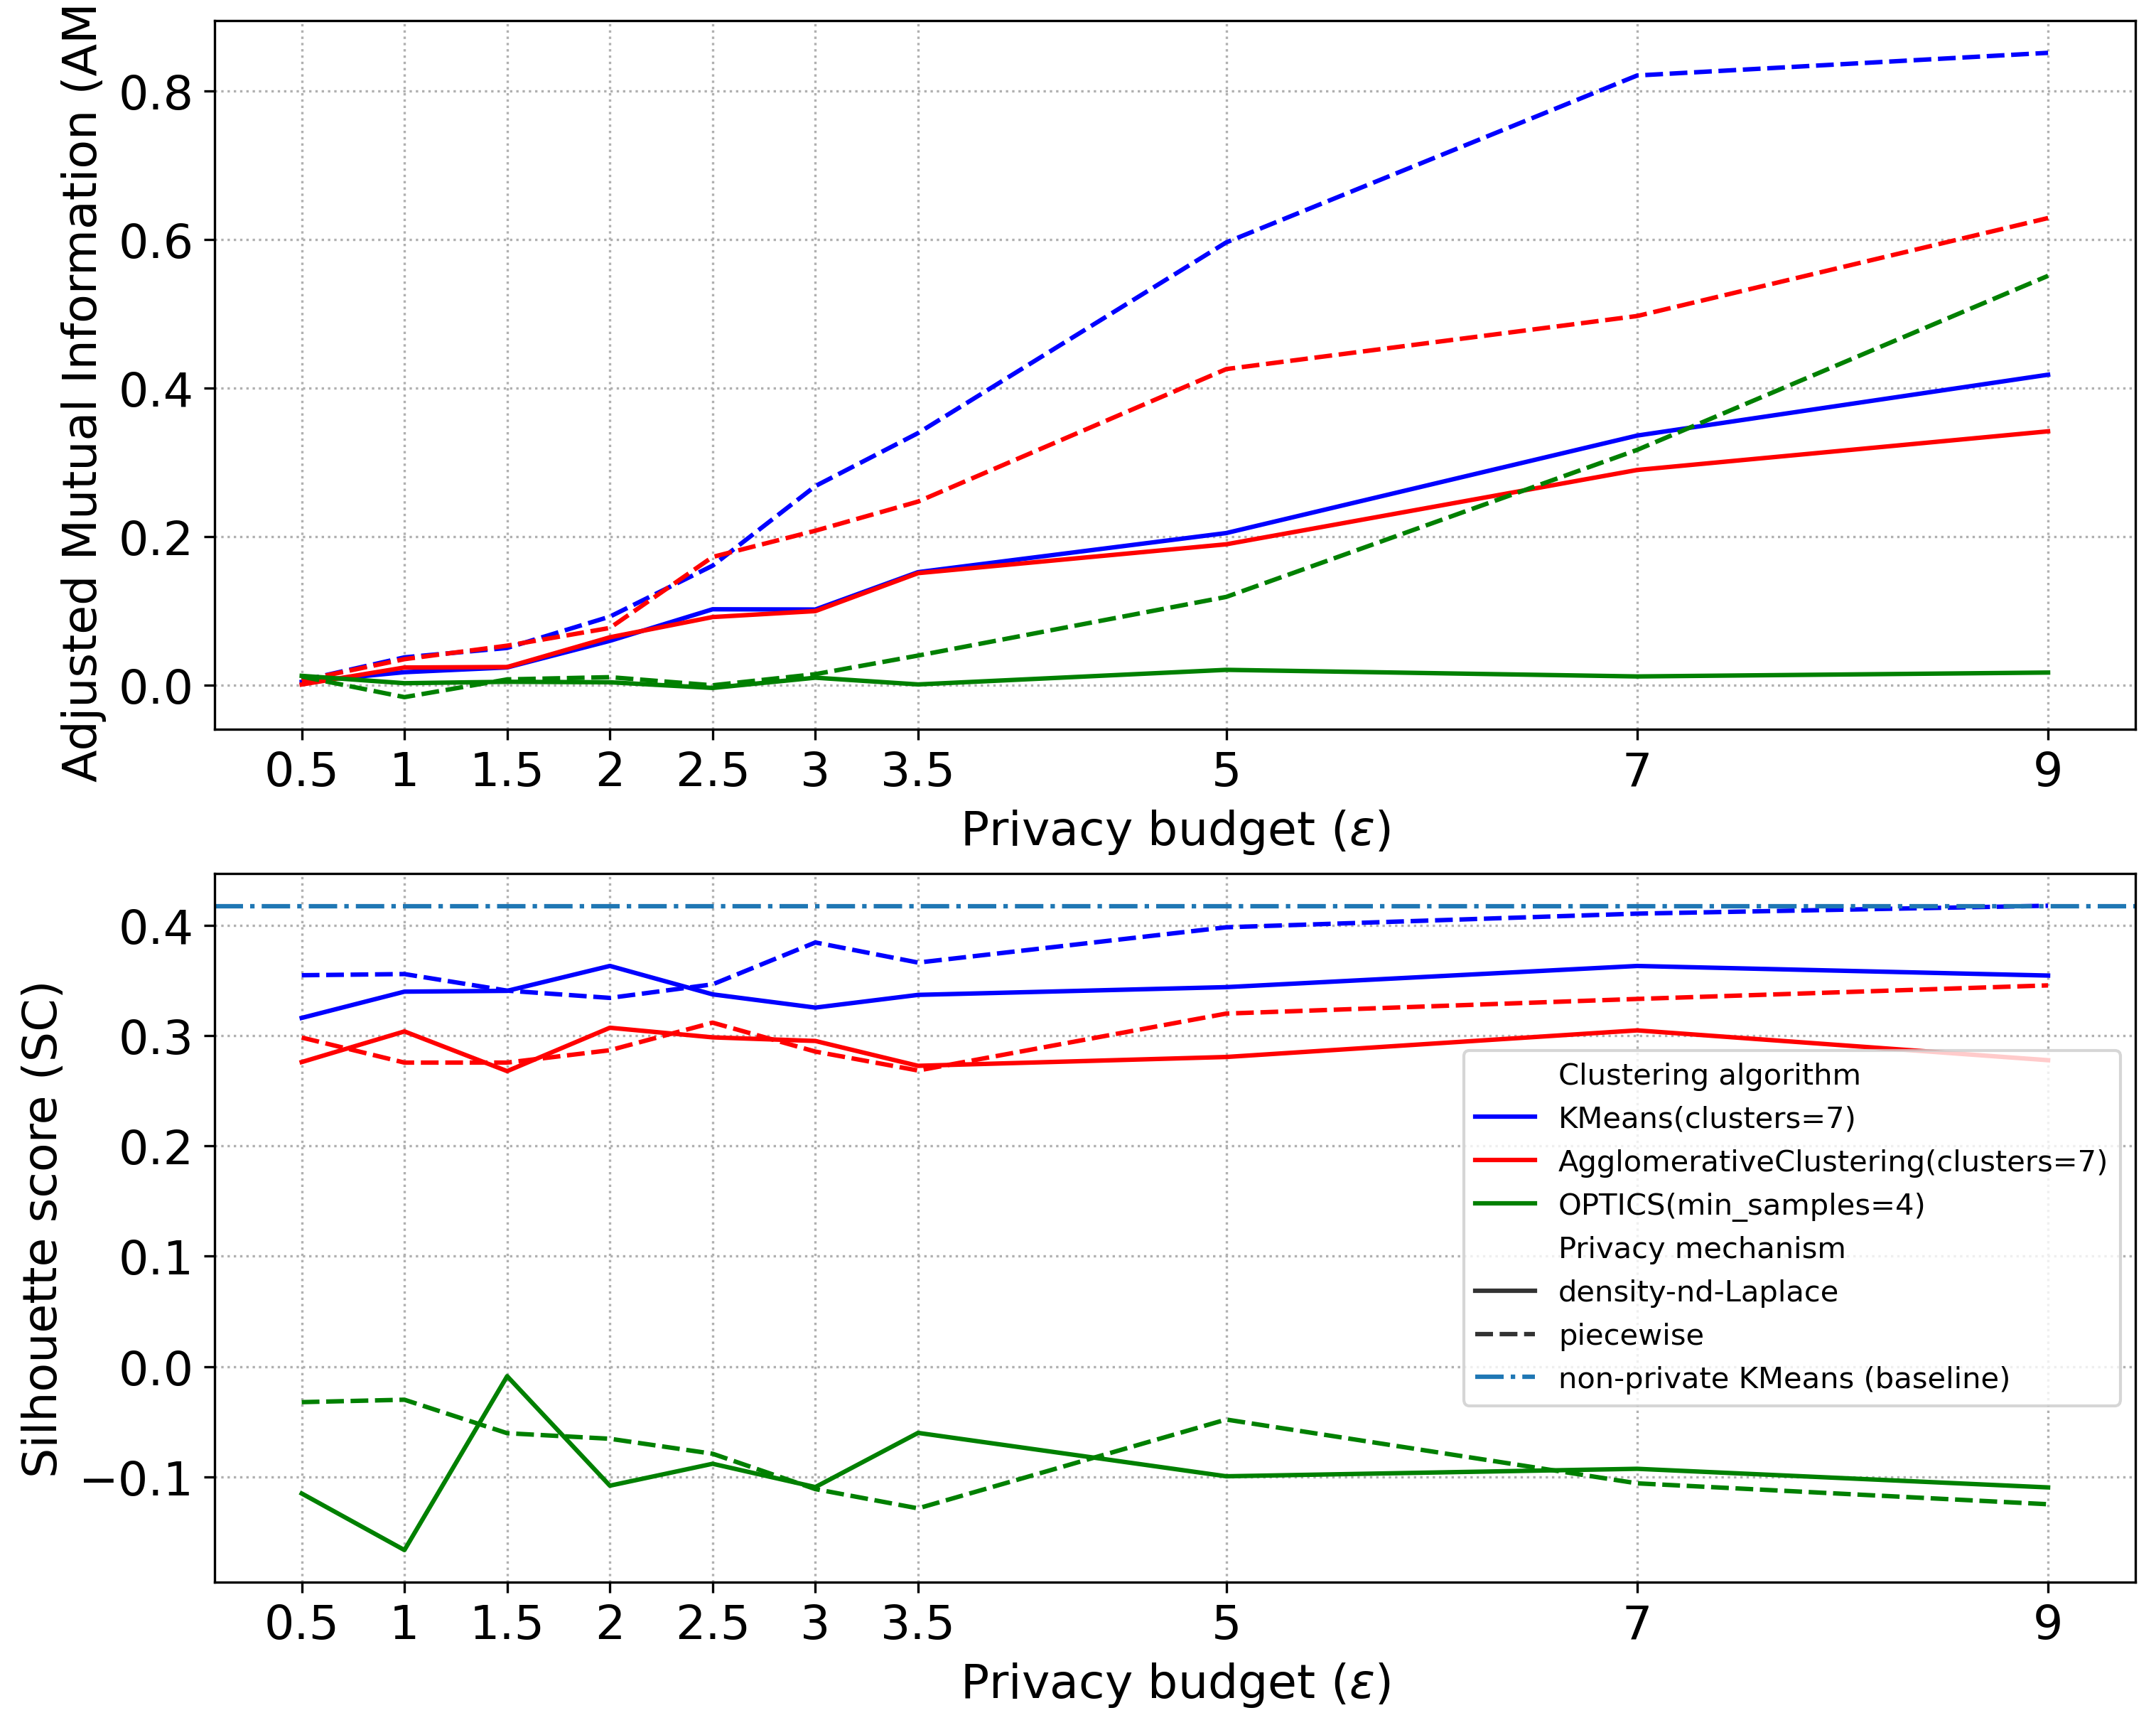 Adjusted Mutual Information (AM
0.8
0.6
0.4
0.2
0.0
0.5 1 1.5 2 2.5 3 3.5 5 7 9
Privacy budget (ε)
Silhouette score (SC)
0.4
0.3
0.2
0.1
0.0
−0.1
Clustering algorithm
KMeans(clusters=7)
AgglomerativeClustering(clusters=7)
OPTICS(min_samples=4)
Privacy mechanism
density-nd-Laplace
piecewise
non-private KMeans (baseline)
0.5 1 1.5 2 2.5 3 3.5 5 7 9
Privacy budget (ε)